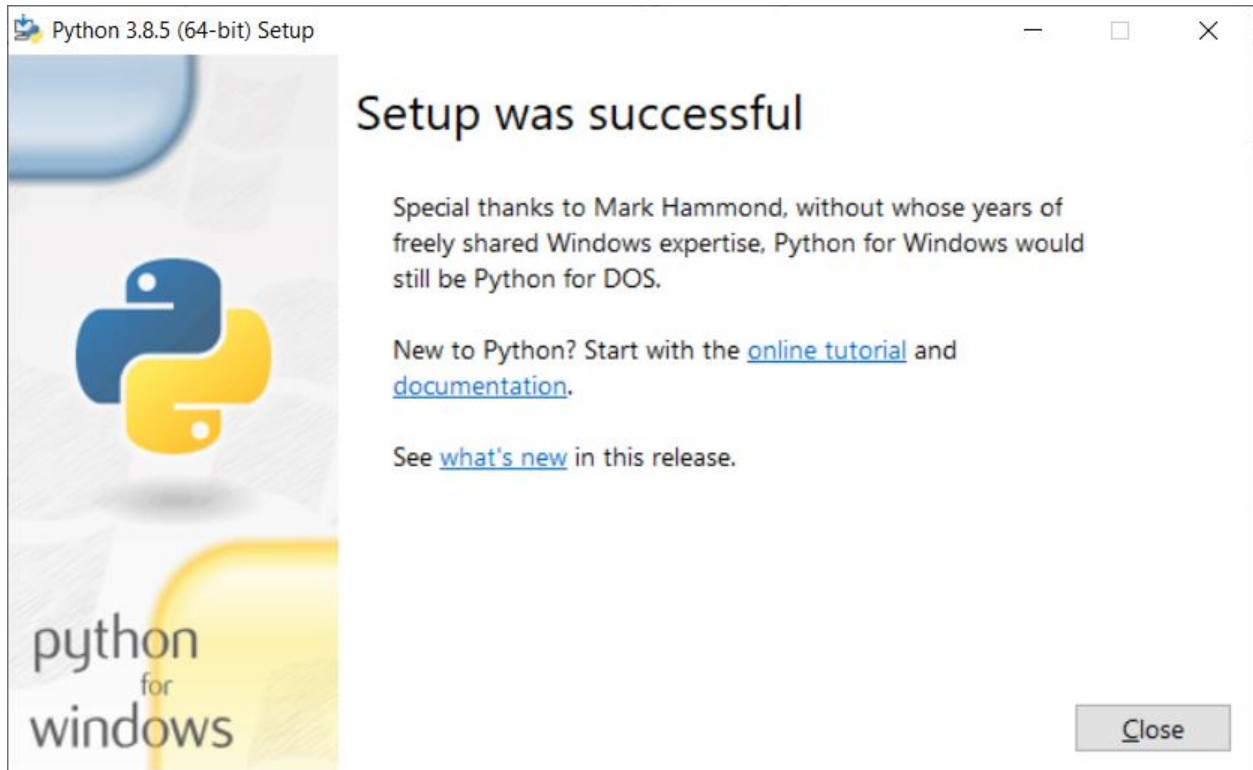 Python 3.8.5 (64-bit) Setup
Setup was successful
Special thanks to Mark Hammond, without whose years of
freely shared Windows expertise, Python for Windows would
still be Python for DOS.
New to Python? Start with the online tutorial and
documentation.
See what's new in this release.
python
for
windows
Close